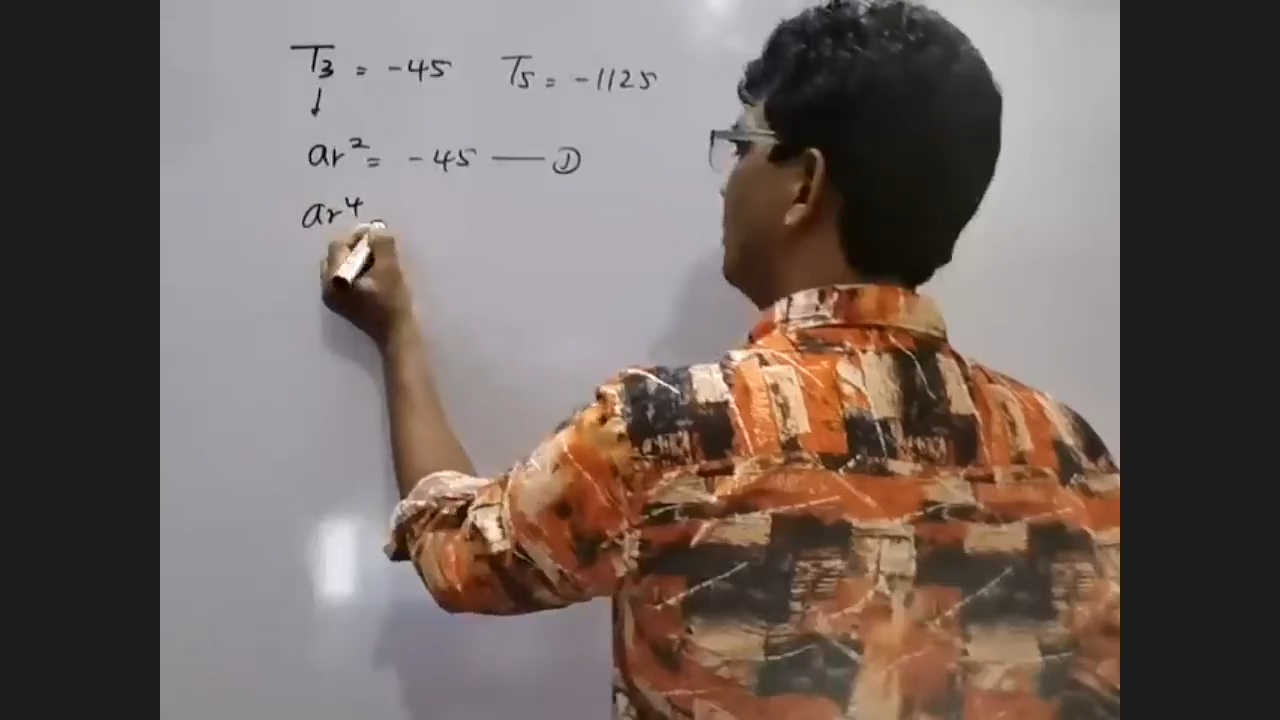 T3 = -45 T5 = -1125
↓
ar² = -45 —— ①
ar⁴